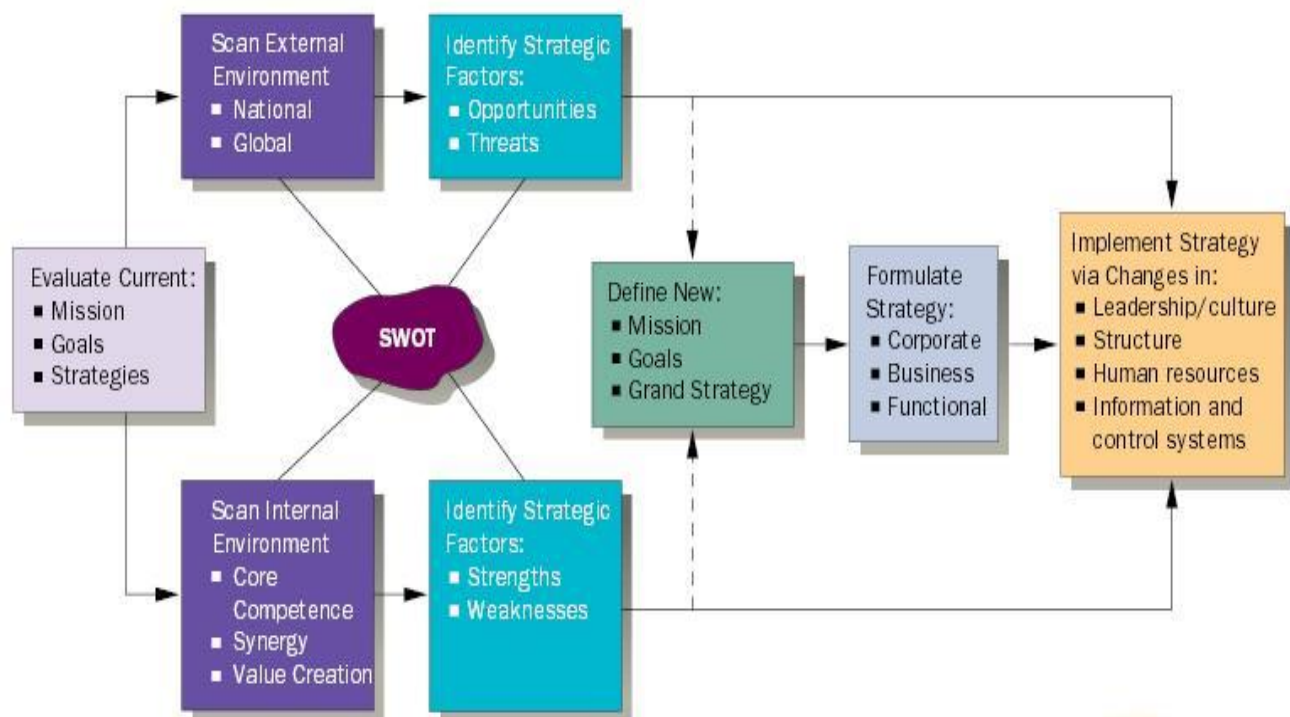 Scan External
Environment
▪ National
▪ Global
Identify Strategic
Factors:
▪ Opportunities
▪ Threats
Evaluate Current:
▪ Mission
▪ Goals
▪ Strategies
SWOT
Define New:
▪ Mission
▪ Goals
▪ Grand Strategy
Formulate
Strategy:
▪ Corporate
▪ Business
▪ Functional
Implement Strategy
via Changes in:
▪ Leadership/culture
▪ Structure
▪ Human resources
▪ Information and
control systems
Scan Internal
Environment
▪ Core
Competence
▪ Synergy
▪ Value Creation
Identify Strategic
Factors:
▪ Strengths
▪ Weaknesses